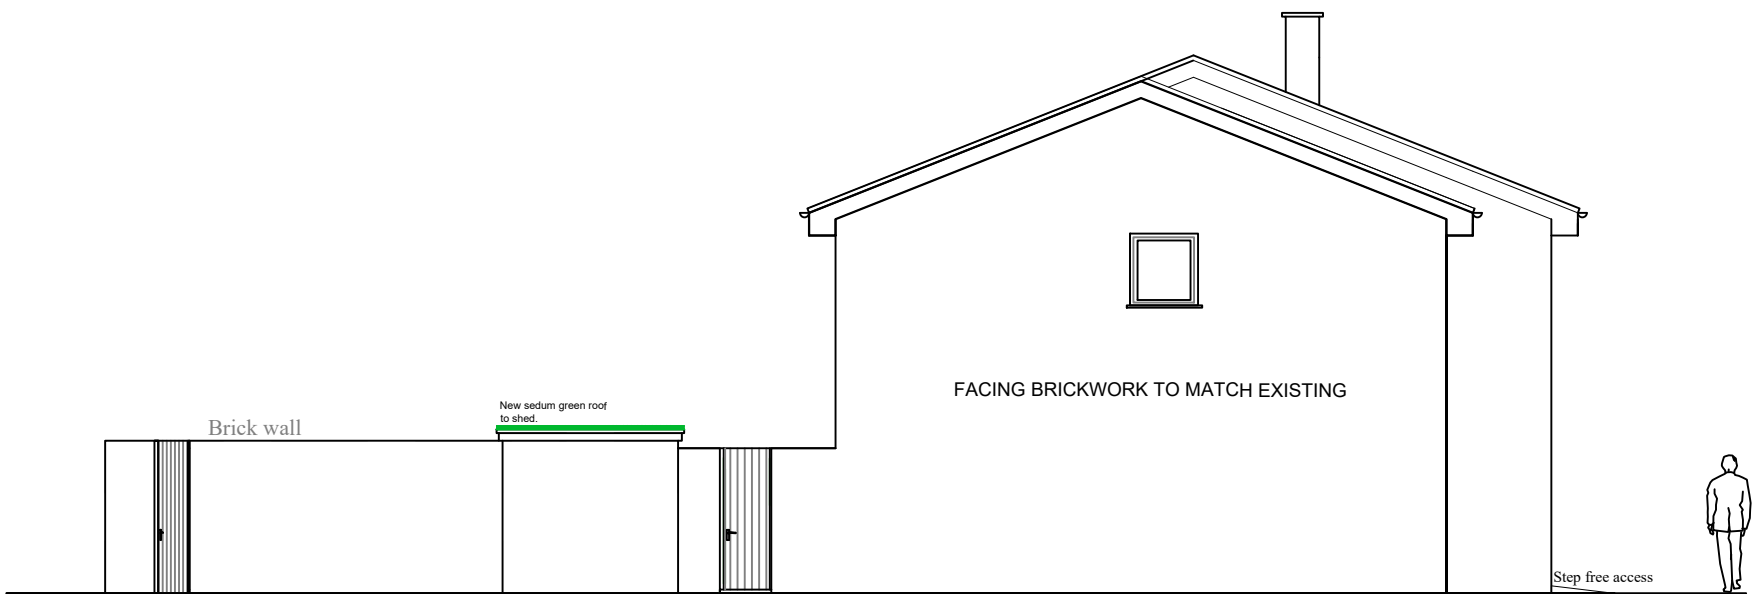 FACING BRICKWORK TO MATCH EXISTING
New sedum green roof
to shed.
Brick wall
Step free access